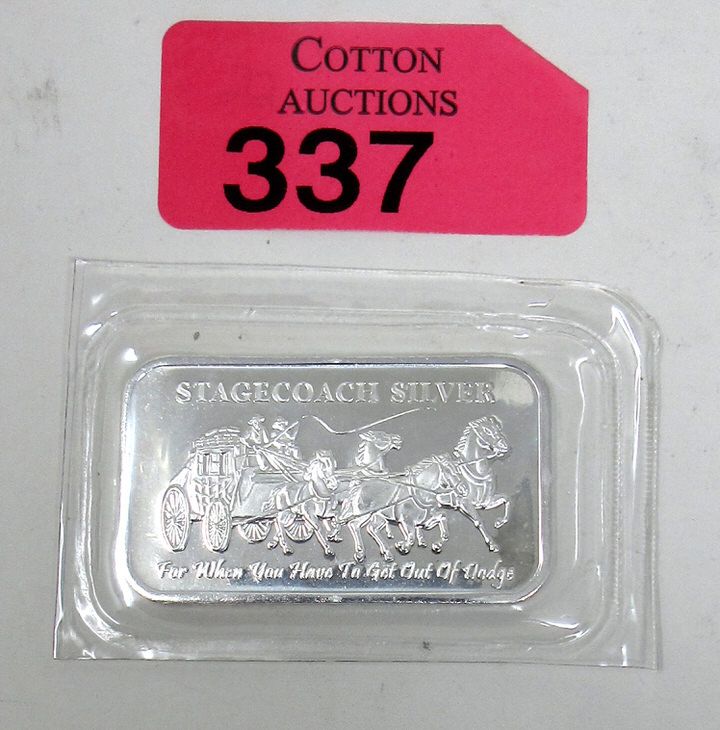 COTTON
AUCTIONS
337
STAGECOACH SILVER
For When You Have To Get Out Of Dodge